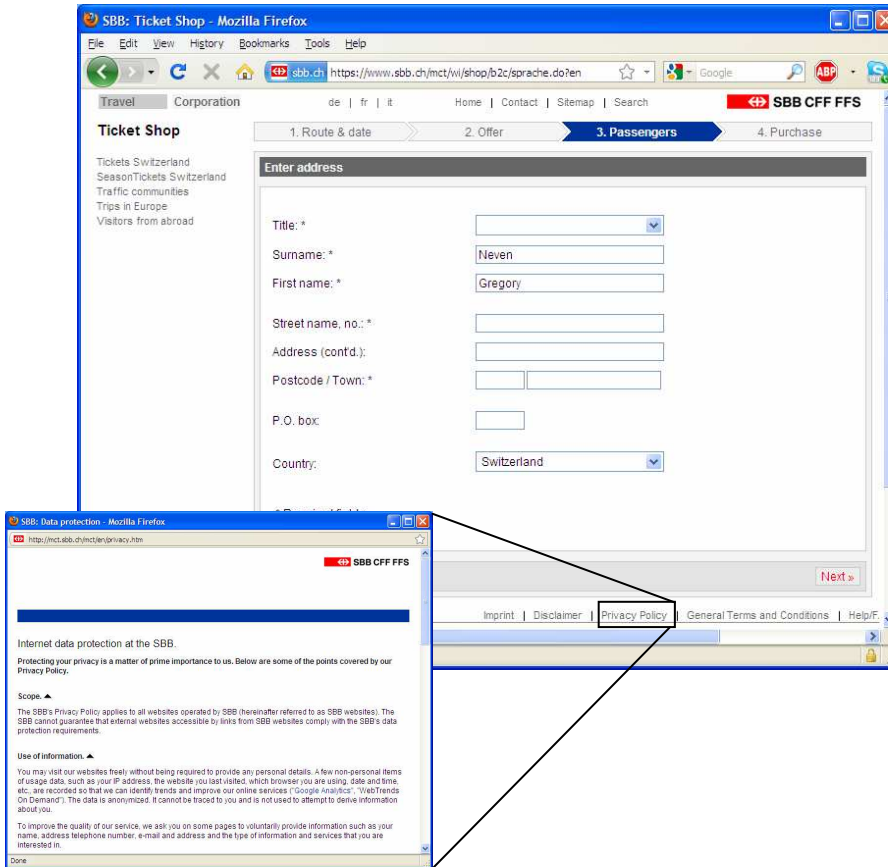 SBB: Ticket Shop - Mozilla Firefox
File Edit View History Bookmarks Tools Help
sbb.ch https://www.sbb.ch/mct/wi/shop/b2c/sprache.do?en Google ABP
Travel Corporation de | fr | it Home | Contact | Sitemap | Search SBB CFF FFS
Ticket Shop 1. Route & date 2. Offer 3. Passengers 4. Purchase
Tickets Switzerland
SeasonTickets Switzerland
Traffic communities
Trips in Europe
Visitors from abroad
Enter address
Title: *
Surname: * Neven
First name: * Gregory
Street name, no.: *
Address (cont'd.):
Postcode / Town: *
P.O. box:
Country: Switzerland
Next »
Imprint | Disclaimer | Privacy Policy | General Terms and Conditions | Help/F.
SBB: Data protection - Mozilla Firefox
http://mct.sbb.ch/mct/en/privacy.htm
SBB CFF FFS
Internet data protection at the SBB.
Protecting your privacy is a matter of prime importance to us. Below are some of the points covered by our
Privacy Policy.
Scope.
The SBB's Privacy Policy applies to all websites operated by SBB (hereinafter referred to as SBB websites). The
SBB cannot guarantee that external websites accessible by links from SBB websites comply with the SBB's data
protection requirements.
Use of information.
You may visit our websites freely without being required to provide any personal details. A few non-personal items
of usage data, such as your IP address, the website you last visited, which browser you are using, date and time,
etc., are recorded so that we can identify trends and improve our online services ("Google Analytics", "WebTrends
On Demand"). The data is anonymized. It cannot be traced to you and is not used to attempt to derive information
about you.
To improve the quality of our service, we ask you on some pages to voluntarily provide information such as your
name, address telephone number, e-mail and address and the type of information and services that you are
interested in.
Done